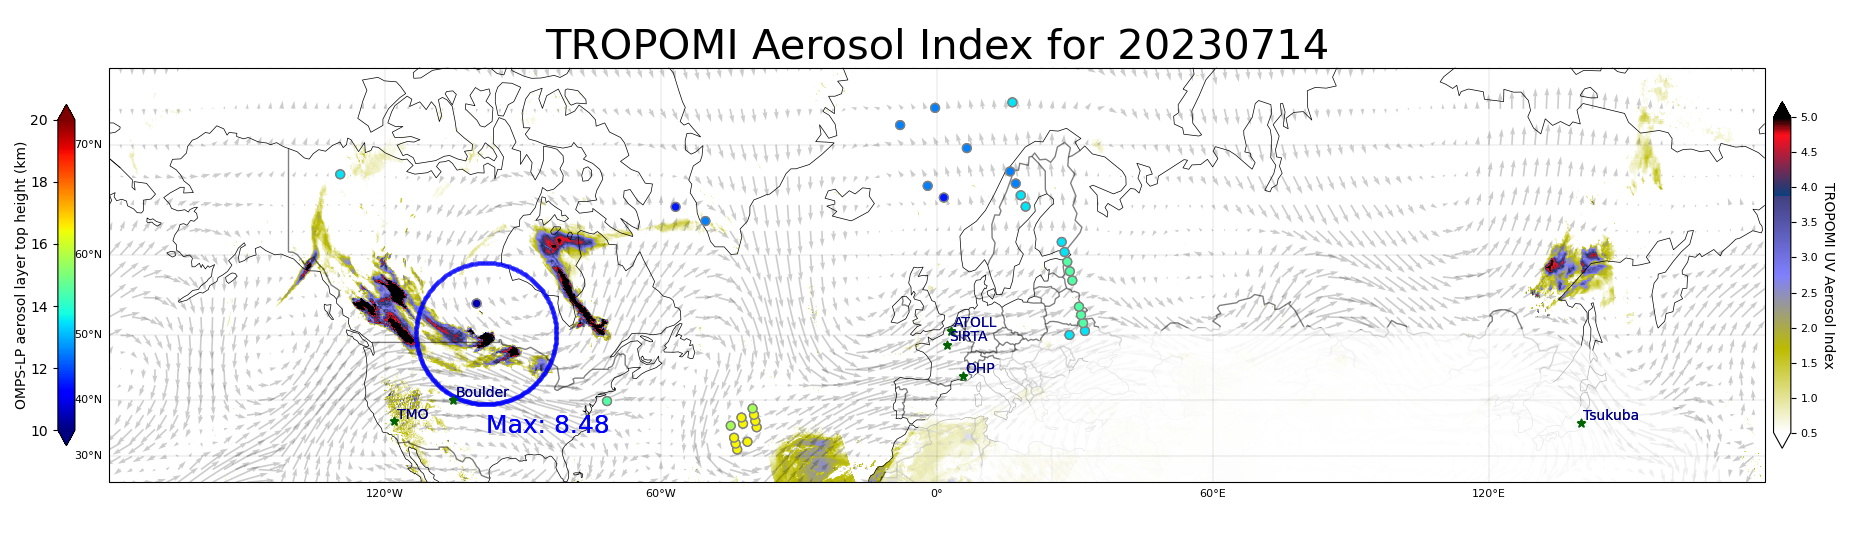 TROPOMI Aerosol Index for 20230714
OMPS-LP aerosol layer top height (km)
20
18
16
14
12
10
70°N
60°N
50°N
40°N
30°N
120°W
60°W
0°
60°E
120°E
ATOLL
SIRTA
OHP
Boulder
TMO
Tsukuba
Max: 8.48
5.0
4.5
4.0
3.5
3.0
2.5
2.0
1.5
1.0
0.5
TROPOMI UV Aerosol Index